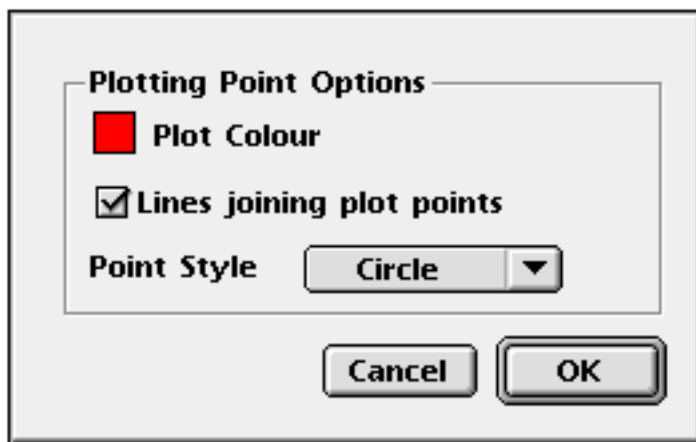 Plotting Point Options
Plot Colour
Lines joining plot points
Point Style Circle
Cancel OK